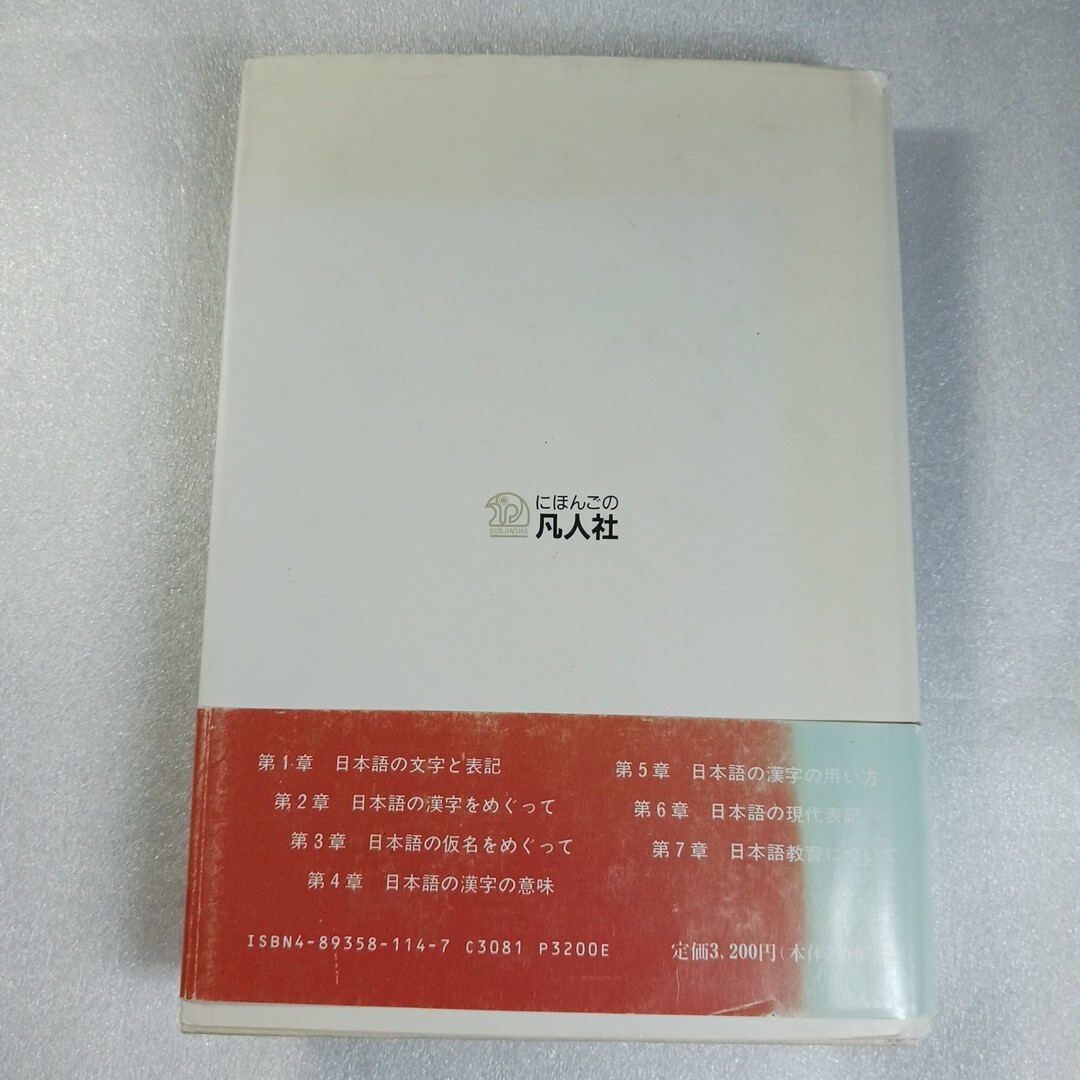 にほんごの
BONJINSHA
凡人社
第1章 日本語の文字と表記
第2章 日本語の漢字をめぐって
第3章 日本語の仮名をめぐって
第4章 日本語の漢字の意味
第5章 日本語の漢字の用い方
第6章 日本語の現代表記
第7章 日本語教育について
ISBN4-89358-114-7 C3081 P3200E
定価3,200円(本体